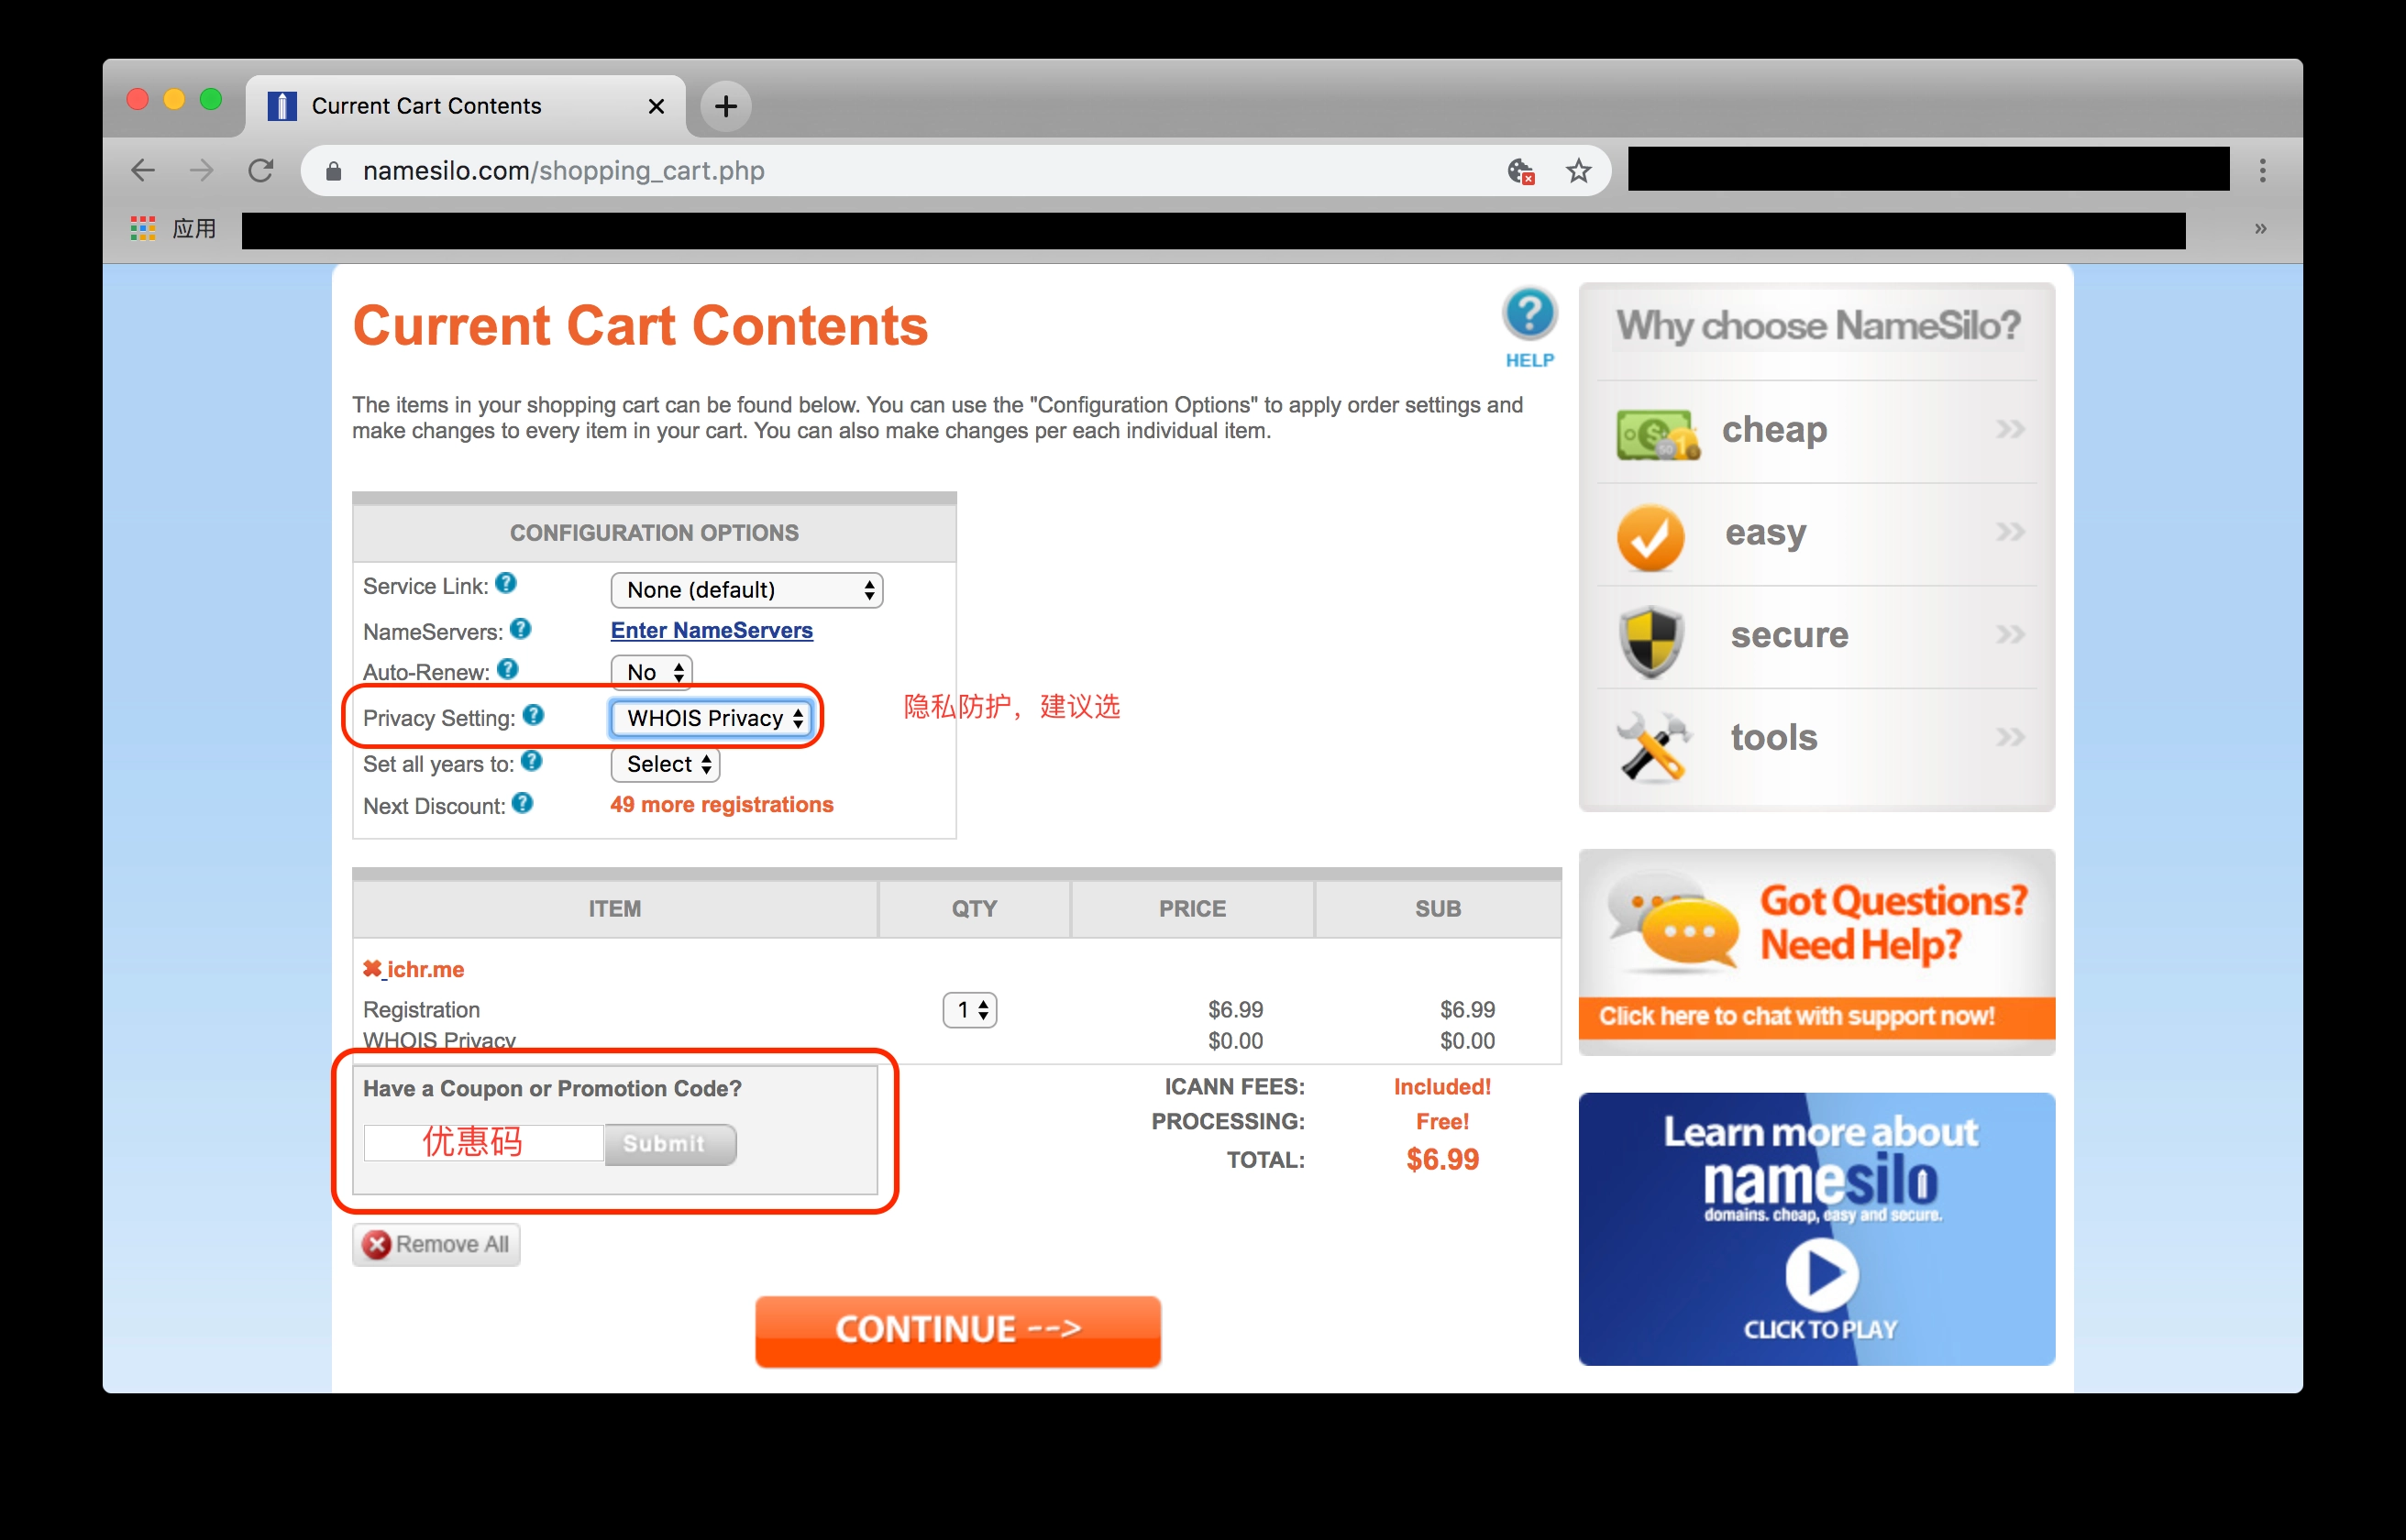 Current Cart Contents
namesilo.com/shopping_cart.php
应用
Current Cart Contents
HELP
The items in your shopping cart can be found below. You can use the "Configuration Options" to apply order settings and
make changes to every item in your cart. You can also make changes per each individual item.
CONFIGURATION OPTIONS
Service Link: None (default)
NameServers: Enter NameServers
Auto-Renew: No
Privacy Setting: WHOIS Privacy
隐私防护，建议选
Set all years to: Select
Next Discount: 49 more registrations
ITEM QTY PRICE SUB
ichr.me
Registration 1 $6.99 $6.99
WHOIS Privacy $0.00 $0.00
Have a Coupon or Promotion Code?
优惠码 Submit
ICANN FEES: Included!
PROCESSING: Free!
TOTAL: $6.99
Remove All
CONTINUE -->
Why choose NameSilo?
cheap
easy
secure
tools
Got Questions?
Need Help?
Click here to chat with support now!
Learn more about
namesilo
domains. cheap, easy and secure.
CLICK TO PLAY